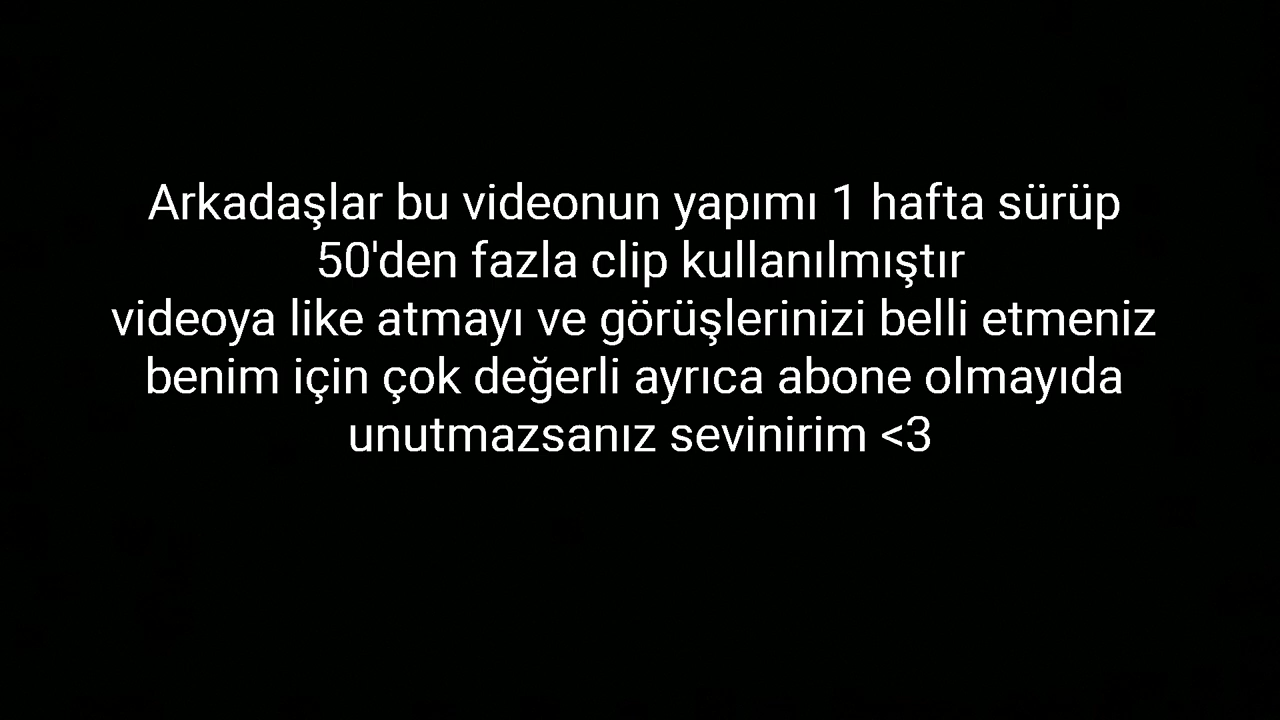 Arkadaşlar bu videonun yapımı 1 hafta sürüp
50'den fazla clip kullanılmıştır
videoya like atmayı ve görüşlerinizi belli etmeniz
benim için çok değerli ayrıca abone olmayıda
unutmazsanız sevinirim <3